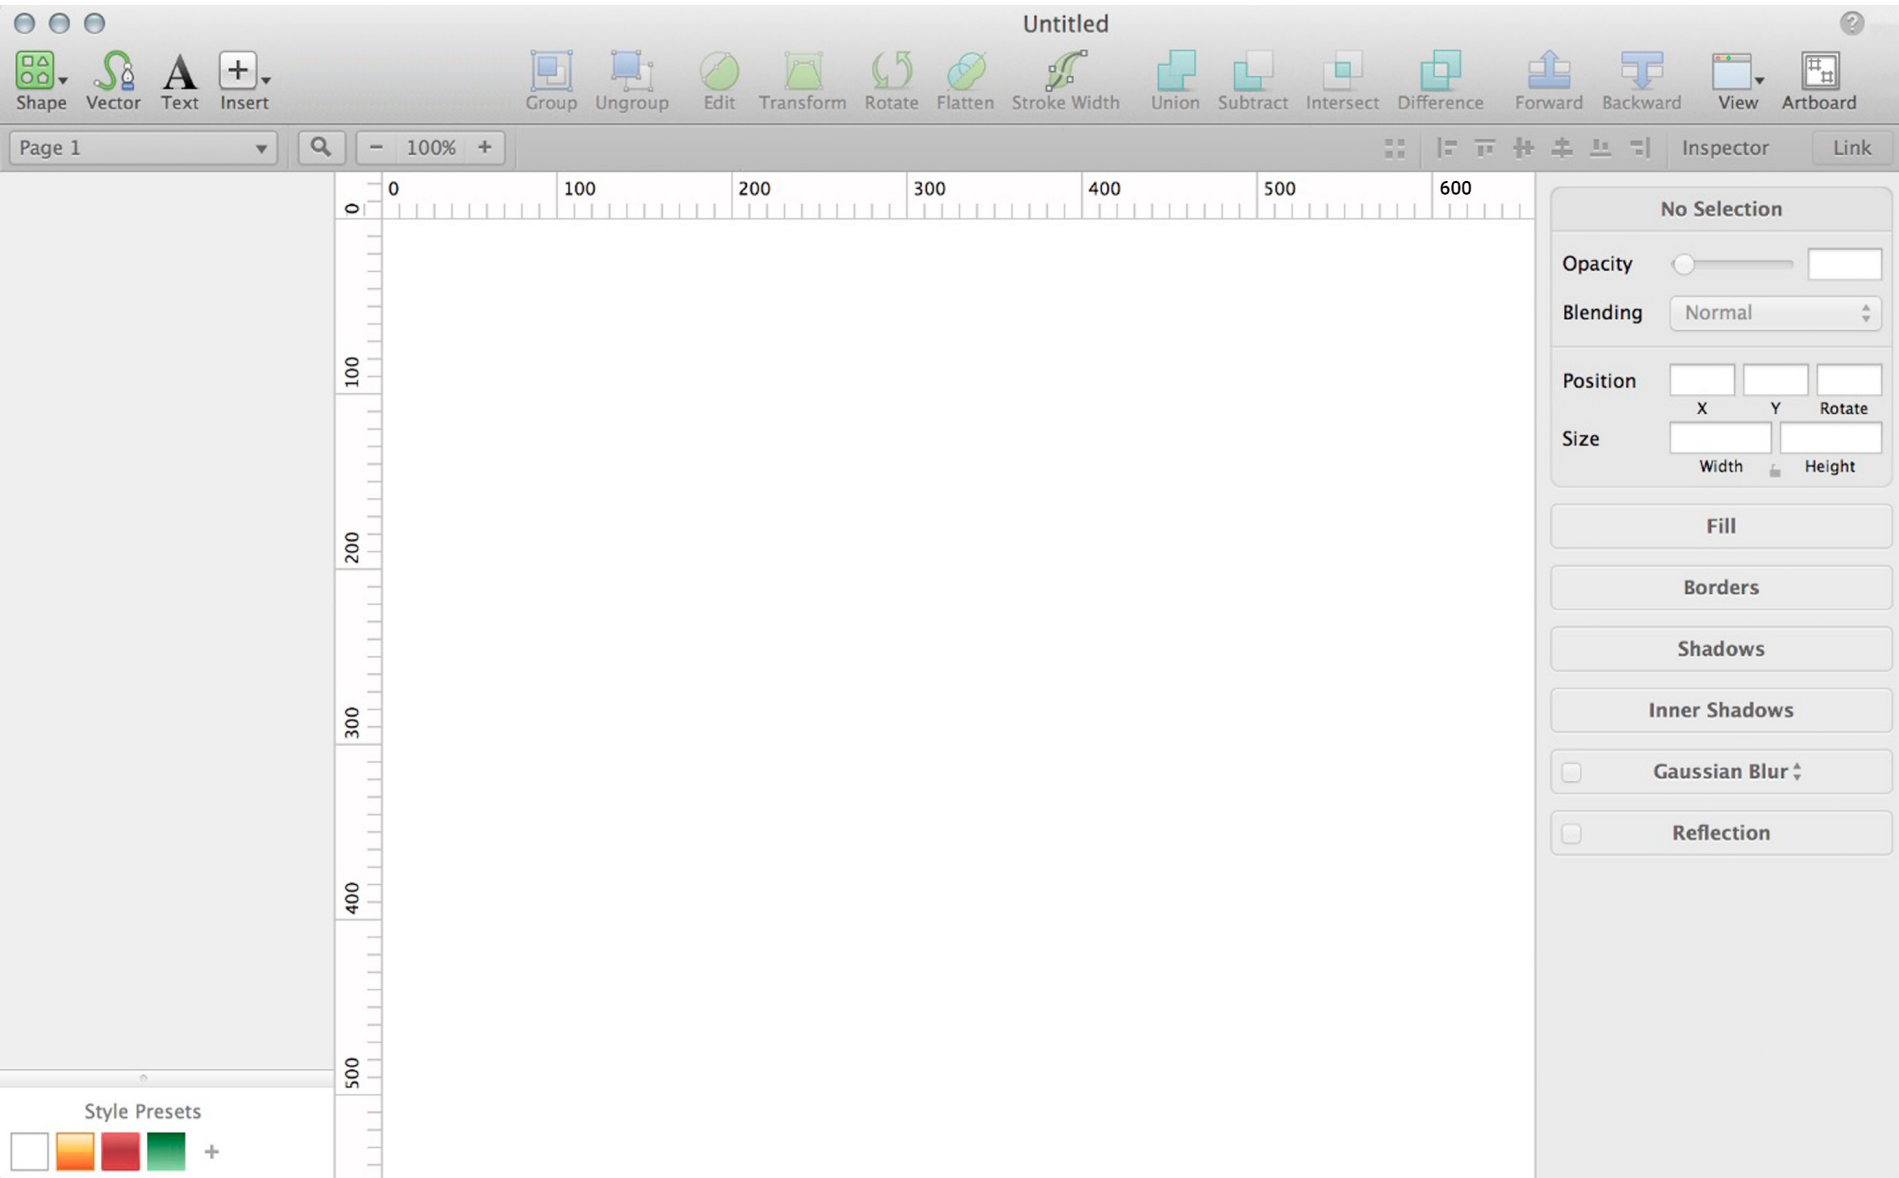 Untitled
?
Shape Vector Text Insert Group Ungroup Edit Transform Rotate Flatten Stroke Width Union Subtract Intersect Difference Forward Backward View Artboard
Page 1 − 100% + Inspector Link
0 100 200 300 400 500 600
0
100
200
300
400
500
No Selection
Opacity
Blending Normal
Position
X Y Rotate
Size
Width Height
Fill
Borders
Shadows
Inner Shadows
Gaussian Blur
Reflection
Style Presets
+